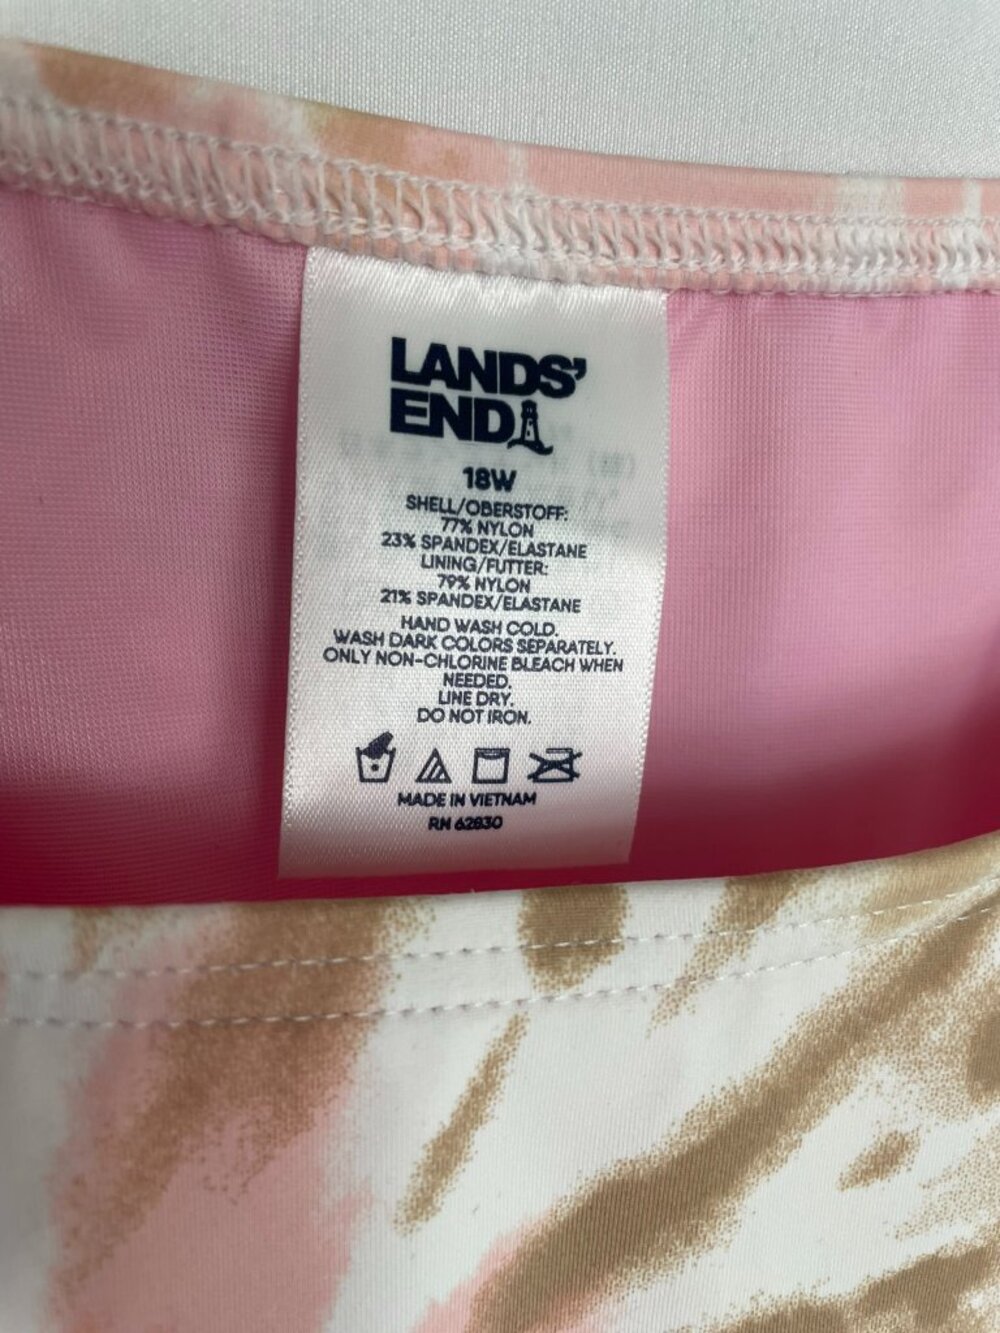 LANDS'
END
18W
SHELL/OBERSTOFF:
77% NYLON
23% SPANDEX/ELASTANE
LINING/FUTTER:
79% NYLON
21% SPANDEX/ELASTANE
HAND WASH COLD.
WASH DARK COLORS SEPARATELY.
ONLY NON-CHLORINE BLEACH WHEN
NEEDED.
LINE DRY.
DO NOT IRON.
MADE IN VIETNAM
RN 62830